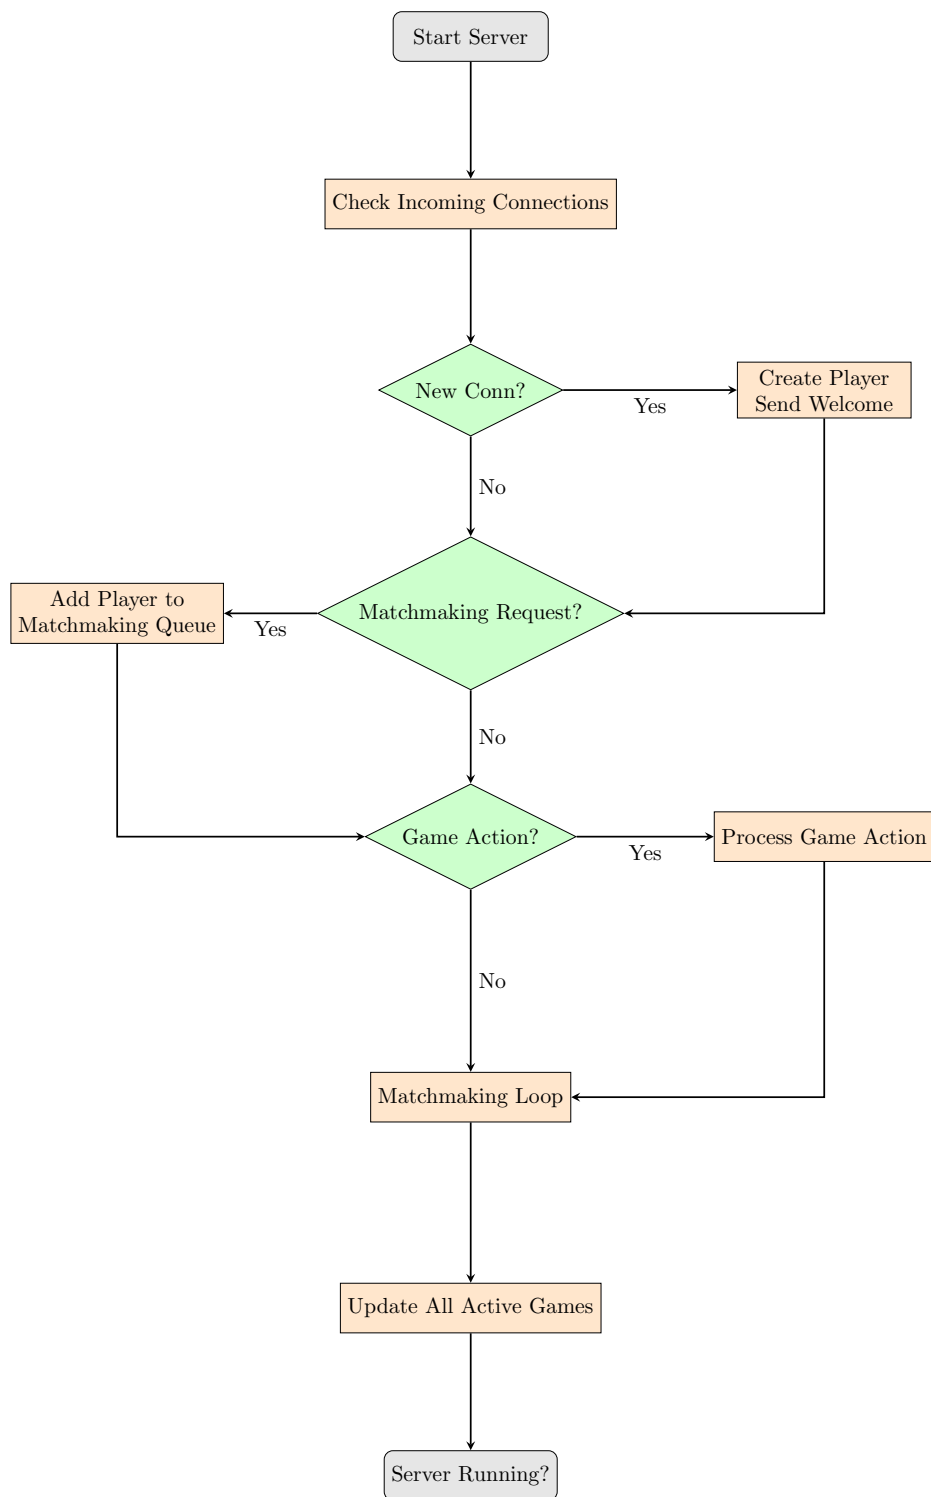 Start Server
Check Incoming Connections
New Conn?
Yes
Create Player
Send Welcome
No
Add Player to
Matchmaking Queue
Yes
Matchmaking Request?
No
Game Action?
Yes
Process Game Action
No
Matchmaking Loop
Update All Active Games
Server Running?